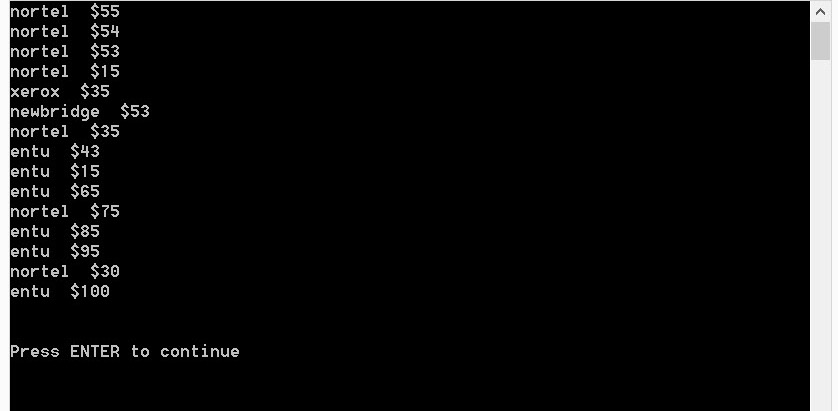 nortel  $55
nortel  $54
nortel  $53
nortel  $15
xerox  $35
newbridge  $53
nortel  $35
entu  $43
entu  $15
entu  $65
nortel  $75
entu  $85
entu  $95
nortel  $30
entu  $100
Press ENTER to continue